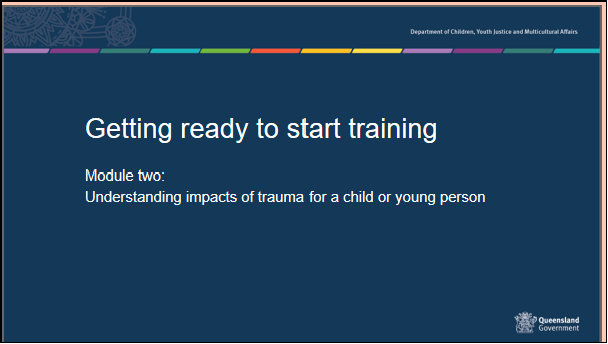 Department of Children, Youth Justice and Multicultural Affairs
Getting ready to start training
Module two:
Understanding impacts of trauma for a child or young person
Queensland
Government